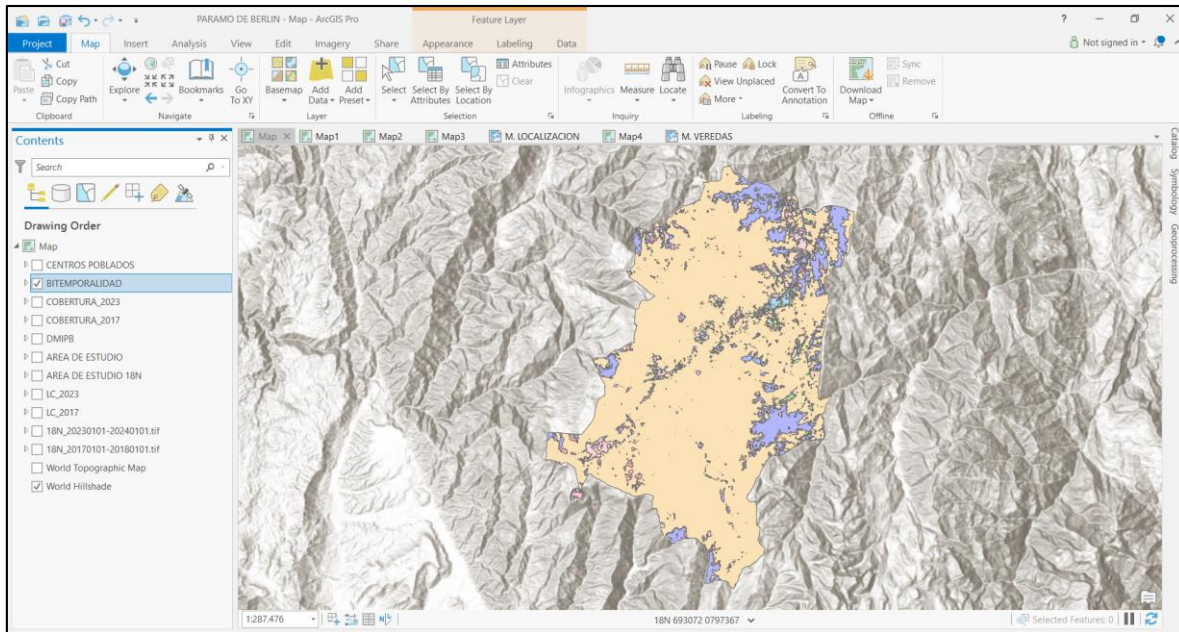 PARAMO DE BERLIN - Map - ArcGIS Pro
Feature Layer
?
Project Map Insert Analysis View Edit Imagery Share Appearance Labeling Data
Not signed in
Paste
Cut
Copy
Copy Path
Clipboard
Explore
Bookmarks
Go To XY
Navigate
Basemap
Add Data
Add Preset
Layer
Select
Select By Attributes
Select By Location
Attributes
Clear
Selection
Infographics
Measure
Locate
Inquiry
Pause
Lock
View Unplaced
More
Convert To Annotation
Labeling
Download Map
Sync
Remove
Offline
Contents
Search
Drawing Order
Map
CENTROS POBLADOS
BITEMPORALIDAD
COBERTURA_2023
COBERTURA_2017
DMIPB
AREA DE ESTUDIO
AREA DE ESTUDIO 18N
LC_2023
LC_2017
18N_20230101-20240101.tif
18N_20170101-20180101.tif
World Topographic Map
World Hillshade
Map Map1 Map2 Map3 M. LOCALIZACION Map4 M. VEREDAS
Catalog
Symbology
Geoprocessing
1:287.476
18N 693072 0797367
Selected Features: 0